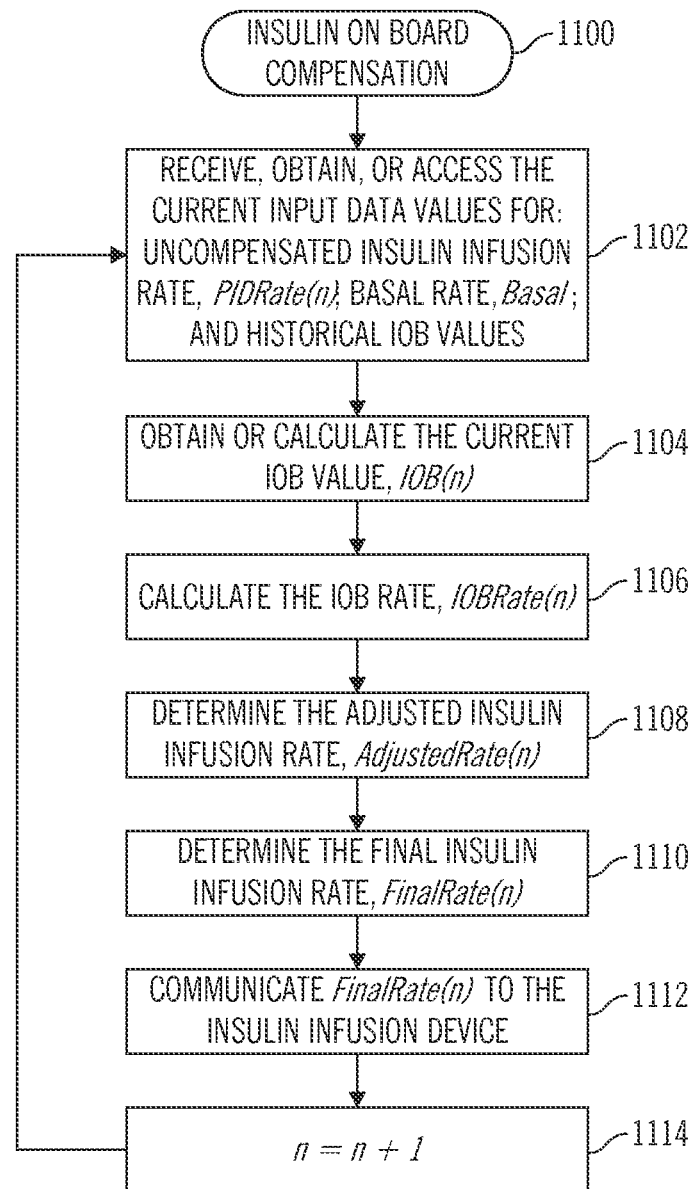 INSULIN ON BOARD
COMPENSATION
1100
RECEIVE, OBTAIN, OR ACCESS THE
CURRENT INPUT DATA VALUES FOR:
UNCOMPENSATED INSULIN INFUSION
RATE, PIDRate(n); BASAL RATE, Basal;
AND HISTORICAL IOB VALUES
1102
OBTAIN OR CALCULATE THE CURRENT
IOB VALUE, IOB(n)
1104
CALCULATE THE IOB RATE, IOBRate(n)
1106
DETERMINE THE ADJUSTED INSULIN
INFUSION RATE, AdjustedRate(n)
1108
DETERMINE THE FINAL INSULIN
INFUSION RATE, FinalRate(n)
1110
COMMUNICATE FinalRate(n) TO THE
INSULIN INFUSION DEVICE
1112
n = n + 1
1114